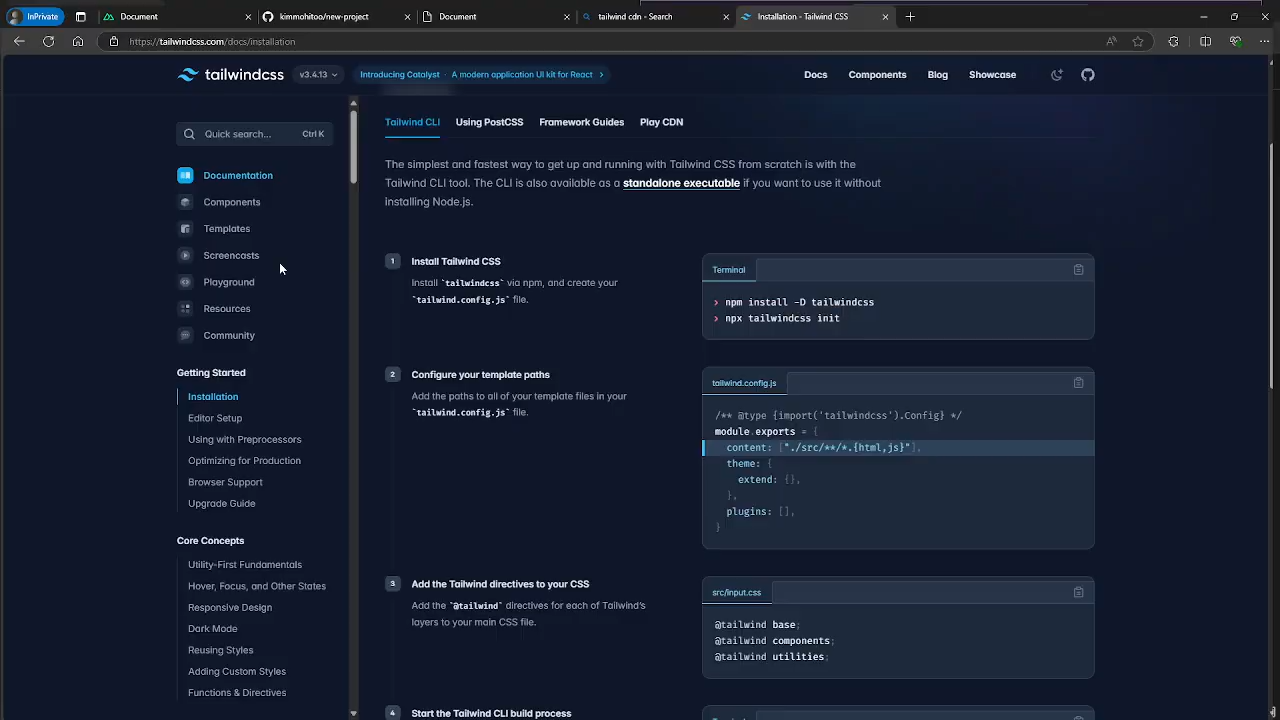 InPrivate
Document
kimmohitoo/new-project
Document
tailwind cdn - Search
Installation - Tailwind CSS
https://tailwindcss.com/docs/installation
tailwindcss
v3.4.13
Introducing Catalyst · A modern application UI kit for React
Docs
Components
Blog
Showcase
Quick search...
Ctrl K
Documentation
Components
Templates
Screencasts
Playground
Resources
Community
Getting Started
Installation
Editor Setup
Using with Preprocessors
Optimizing for Production
Browser Support
Upgrade Guide
Core Concepts
Utility-First Fundamentals
Hover, Focus, and Other States
Responsive Design
Dark Mode
Reusing Styles
Adding Custom Styles
Functions & Directives
Tailwind CLI
Using PostCSS
Framework Guides
Play CDN
The simplest and fastest way to get up and running with Tailwind CSS from scratch is with the
Tailwind CLI tool. The CLI is also available as a standalone executable if you want to use it without
installing Node.js.
1
Install Tailwind CSS
Install `tailwindcss` via npm, and create your
`tailwind.config.js` file.
Terminal
> npm install -D tailwindcss
> npx tailwindcss init
2
Configure your template paths
Add the paths to all of your template files in your
`tailwind.config.js` file.
tailwind.config.js
/** @type {import('tailwindcss').Config} */
module.exports = {
content: ["./src/**/*.{html,js}"],
theme: {
extend: {},
},
plugins: [],
}
3
Add the Tailwind directives to your CSS
Add the `@tailwind` directives for each of Tailwind's
layers to your main CSS file.
src/input.css
@tailwind base;
@tailwind components;
@tailwind utilities;
4
Start the Tailwind CLI build process